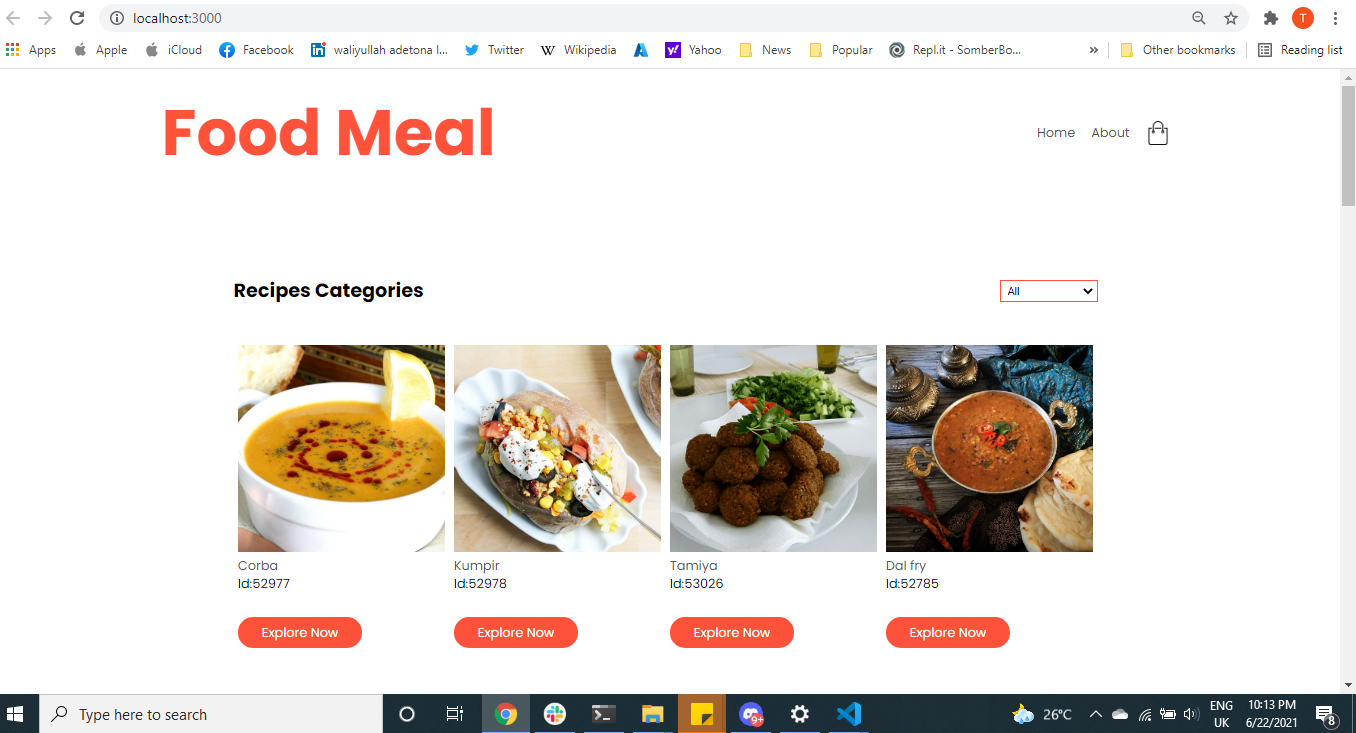 localhost:3000
Apps Apple iCloud Facebook waliyullah adetona l... Twitter Wikipedia Yahoo News Popular Repl.it - SomberBo... » Other bookmarks Reading list
T
Food Meal
Home About
Recipes Categories
All
Corba Kumpir Tamiya Dal fry
Id:52977 Id:52978 Id:53026 Id:52785
Explore Now Explore Now Explore Now Explore Now
Type here to search
9+
26°C
ENG
UK
10:13 PM
6/22/2021
8